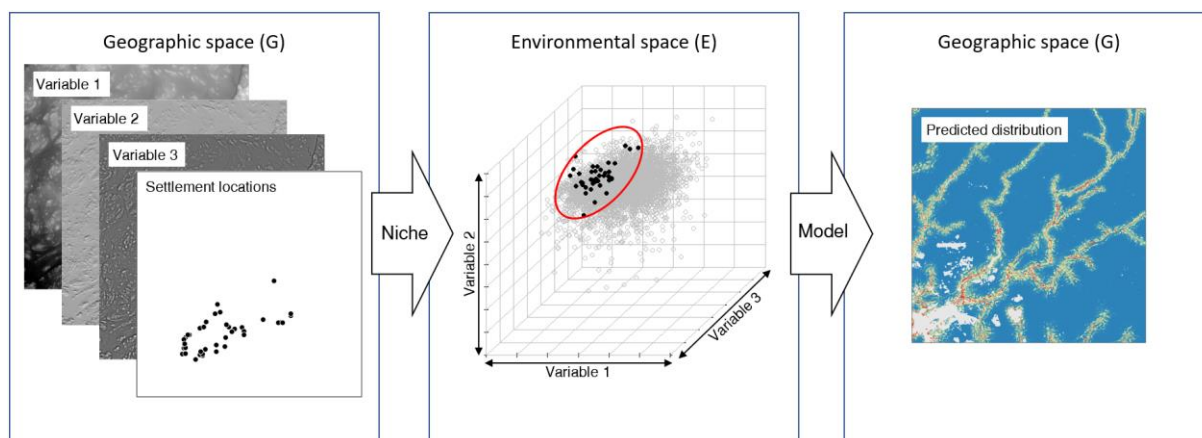 Geographic space (G)
Variable 1
Variable 2
Variable 3
Settlement locations
Niche
Environmental space (E)
Variable 2
Variable 1
Variable 3
Model
Geographic space (G)
Predicted distribution